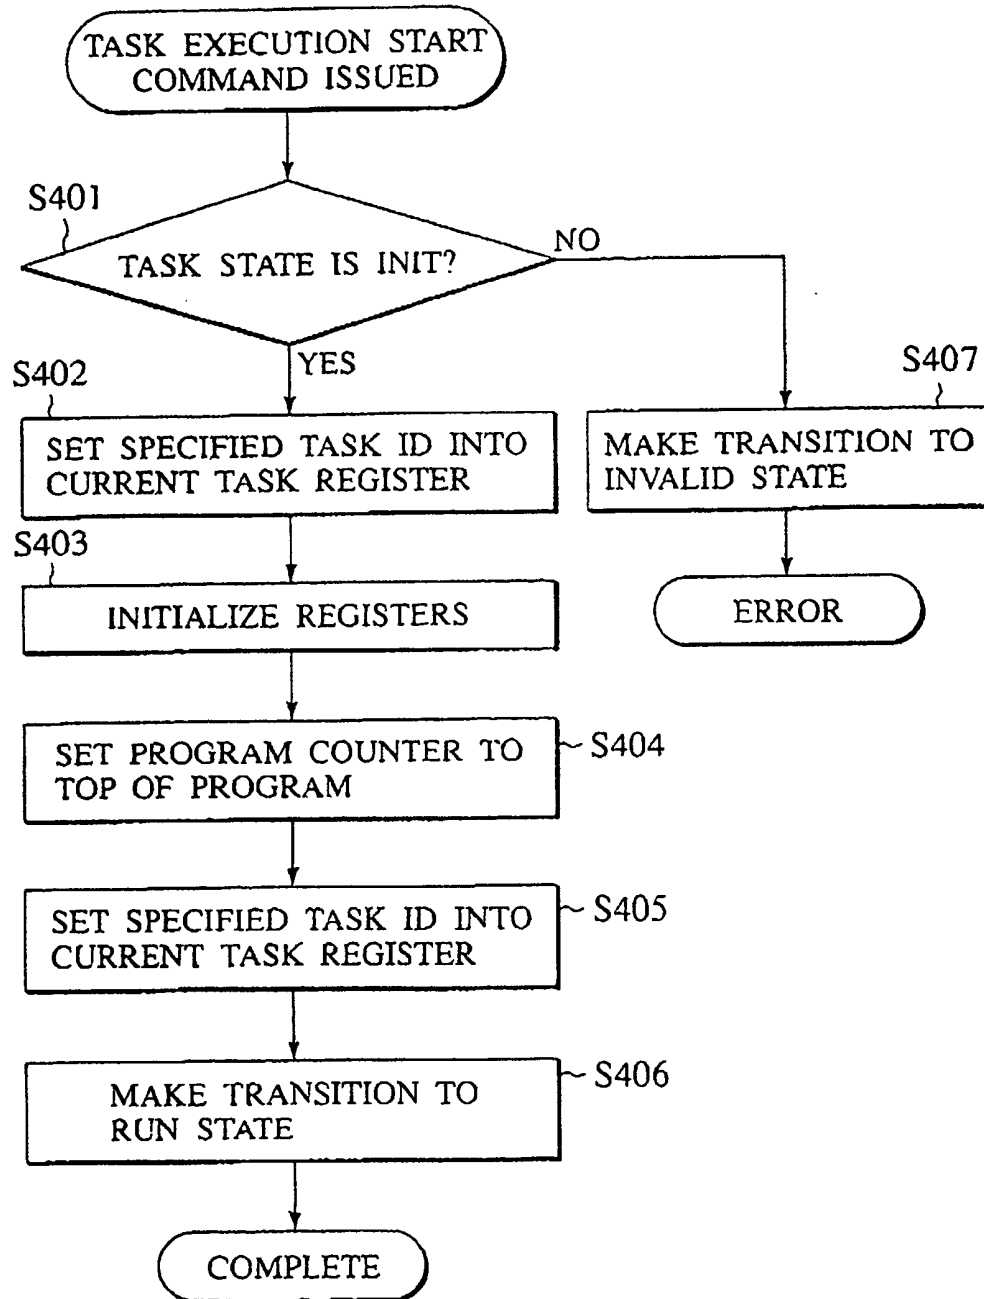 TASK EXECUTION START
COMMAND ISSUED
S401
TASK STATE IS INIT?
NO
YES
S402
SET SPECIFIED TASK ID INTO
CURRENT TASK REGISTER
S407
MAKE TRANSITION TO
INVALID STATE
ERROR
S403
INITIALIZE REGISTERS
SET PROGRAM COUNTER TO
TOP OF PROGRAM
S404
SET SPECIFIED TASK ID INTO
CURRENT TASK REGISTER
S405
MAKE TRANSITION TO
RUN STATE
S406
COMPLETE